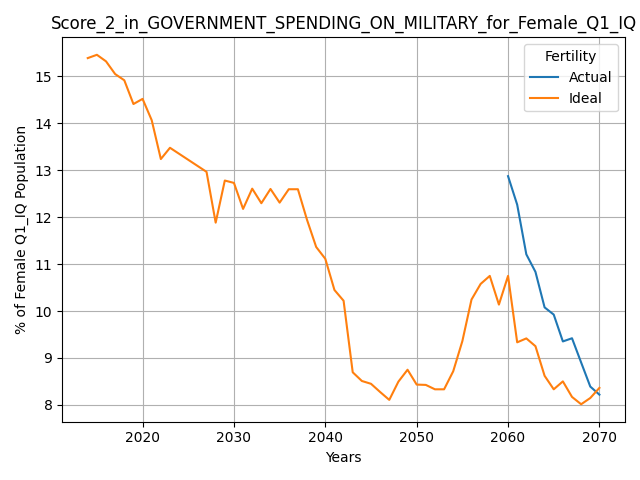 Score_2_in_GOVERNMENT_SPENDING_ON_MILITARY_for_Female_Q1_IQ
Fertility
Actual
Ideal
% of Female Q1_IQ Population
15
14
13
12
11
10
9
8
2020
2030
2040
2050
2060
2070
Years